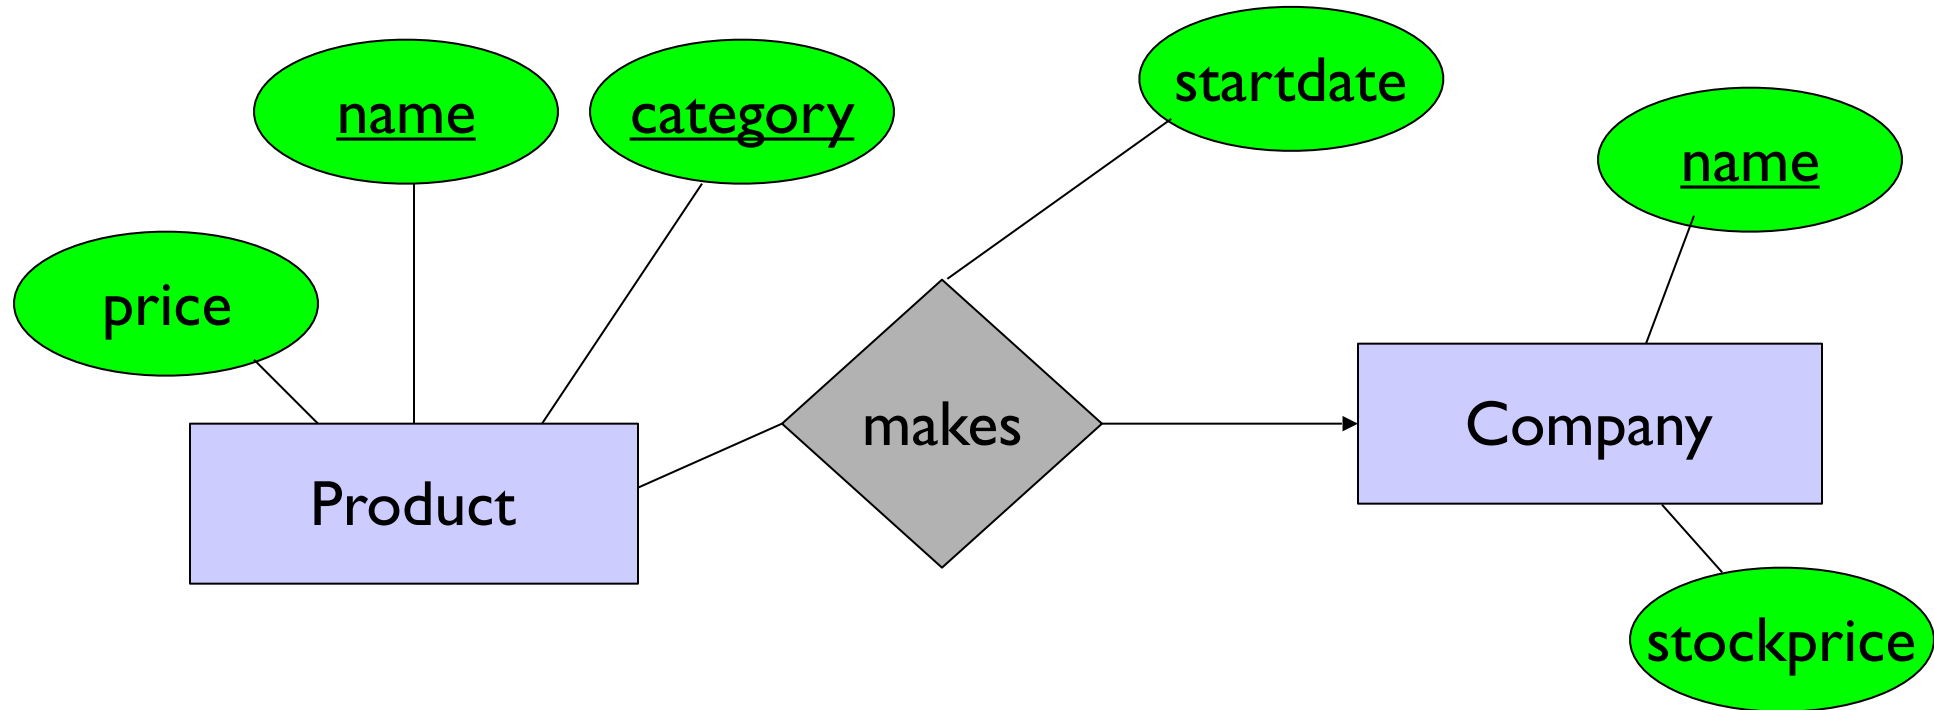 startdate
name
category
name
price
makes
Company
Product
stockprice